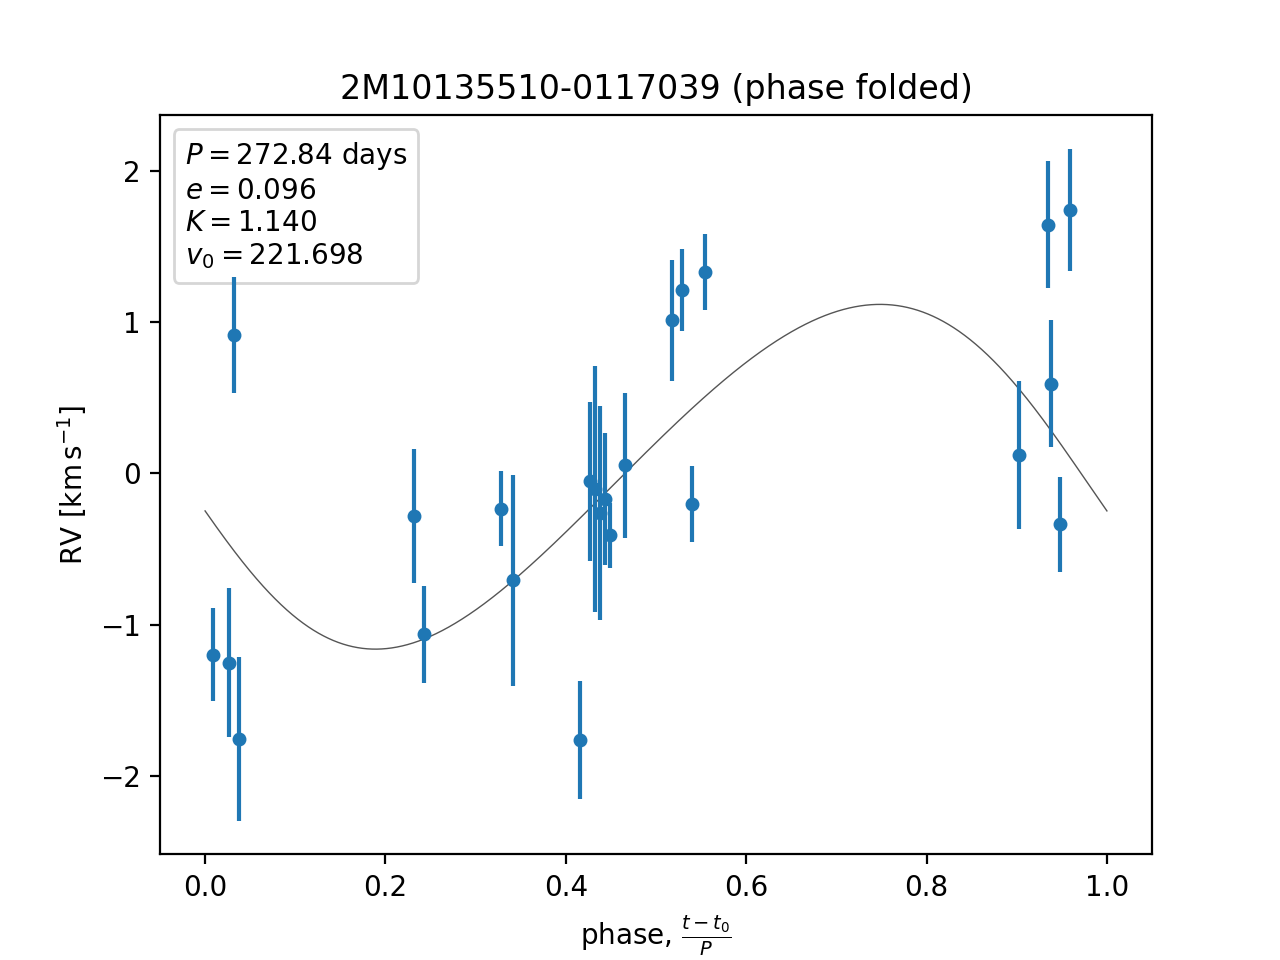 2M10135510-0117039 (phase folded)
P = 272.84 days
e = 0.096
K = 1.140
v₀ = 221.698
2
1
0
−1
−2
RV [km s⁻¹]
0.0 0.2 0.4 0.6 0.8 1.0
phase, (t − t₀)/P